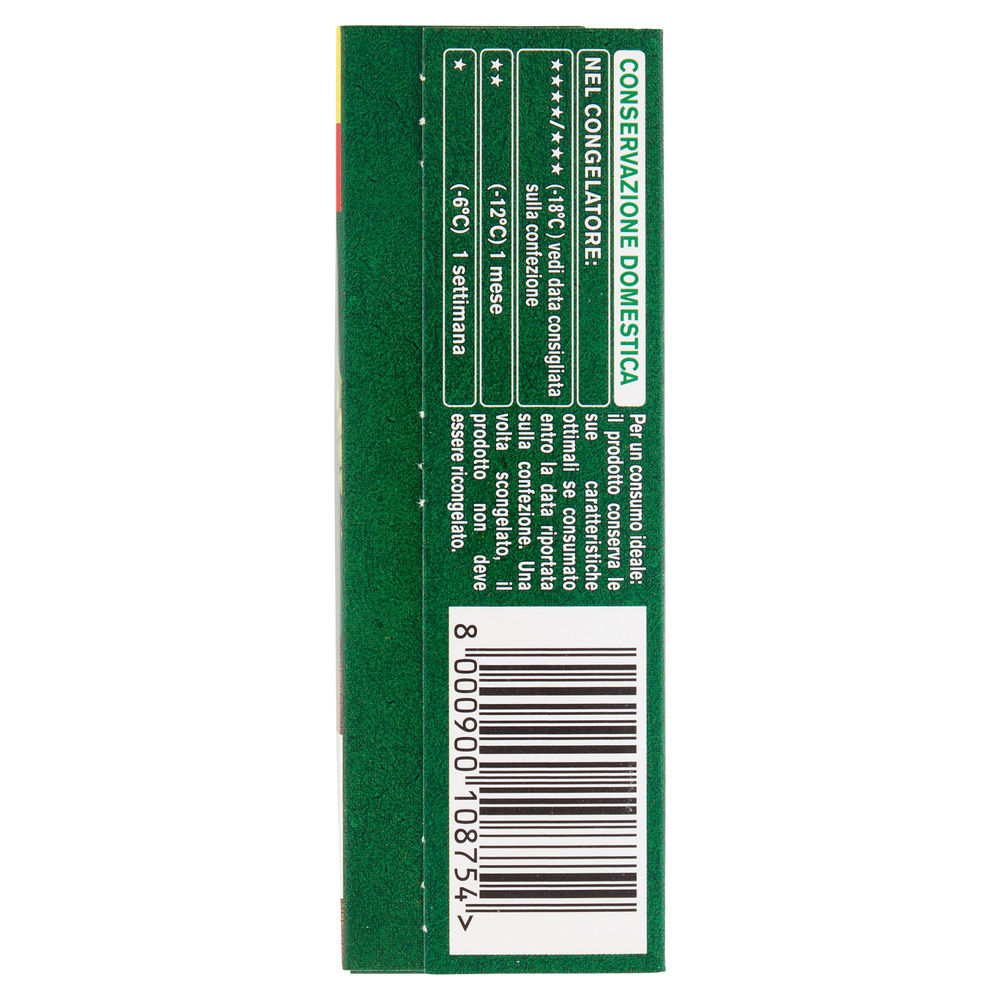 CONSERVAZIONE DOMESTICA
NEL CONGELATORE:
★★★★/★★★ (-18°C ) vedi data consigliata
sulla confezione
★★ (-12°C) 1 mese
★ (-6°C) 1 settimana
Per un consumo ideale:
il prodotto conserva le
sue caratteristiche
ottimali se consumato
entro la data riportata
sulla confezione. Una
volta scongelato, il
prodotto non deve
essere ricongelato.
8 000900 108754 >